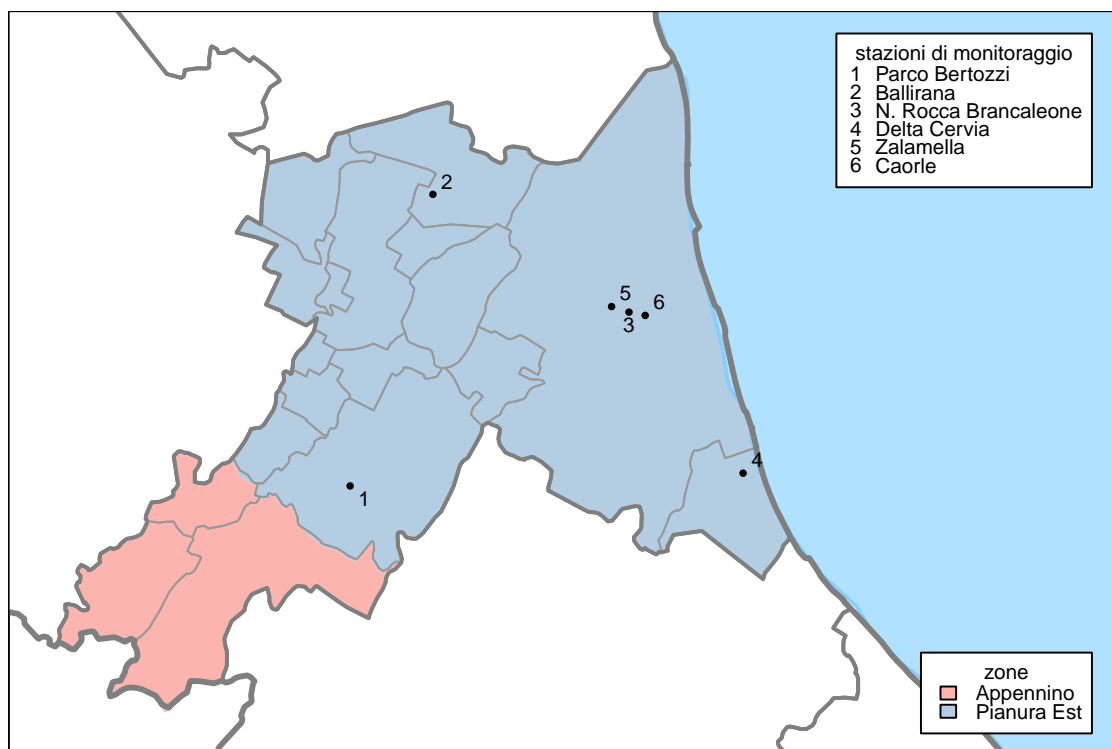 stazioni di monitoraggio
1 Parco Bertozzi
2 Ballirana
3 N. Rocca Brancaleone
4 Delta Cervia
5 Zalamella
6 Caorle
2
5
6
3
4
1
zone
Appennino
Pianura Est